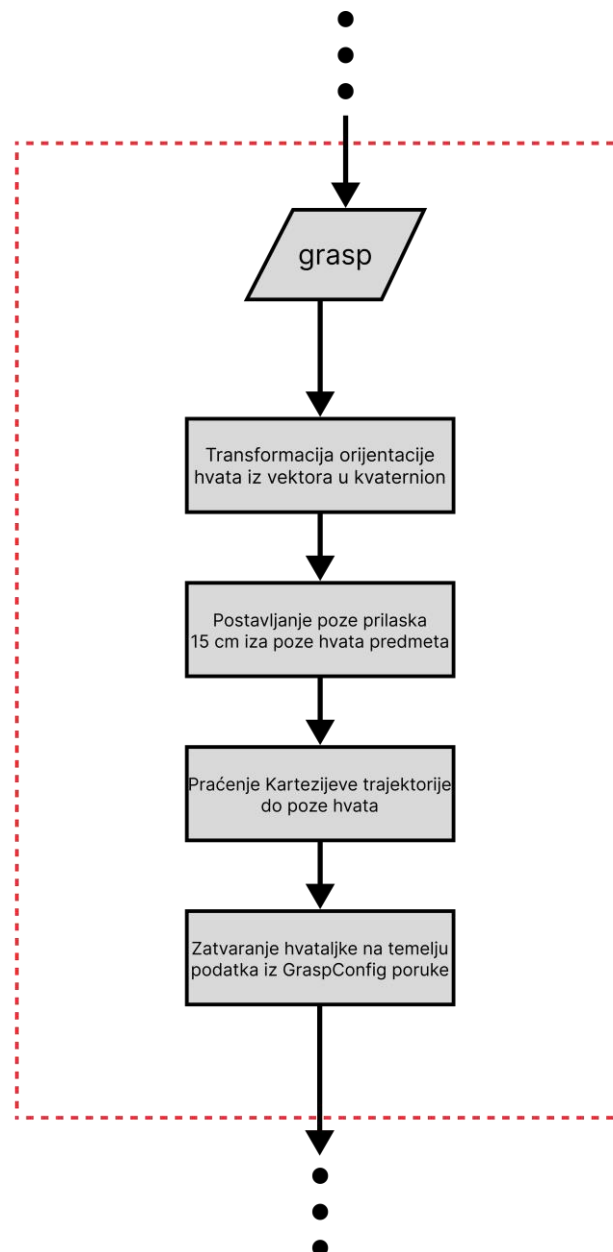 grasp
Transformacija orijentacije
hvata iz vektora u kvaternion
Postavljanje poze prilaska
15 cm iza poze hvata predmeta
Praćenje Kartezijeve trajektorije
do poze hvata
Zatvaranje hvataljke na temelju
podatka iz GraspConfig poruke